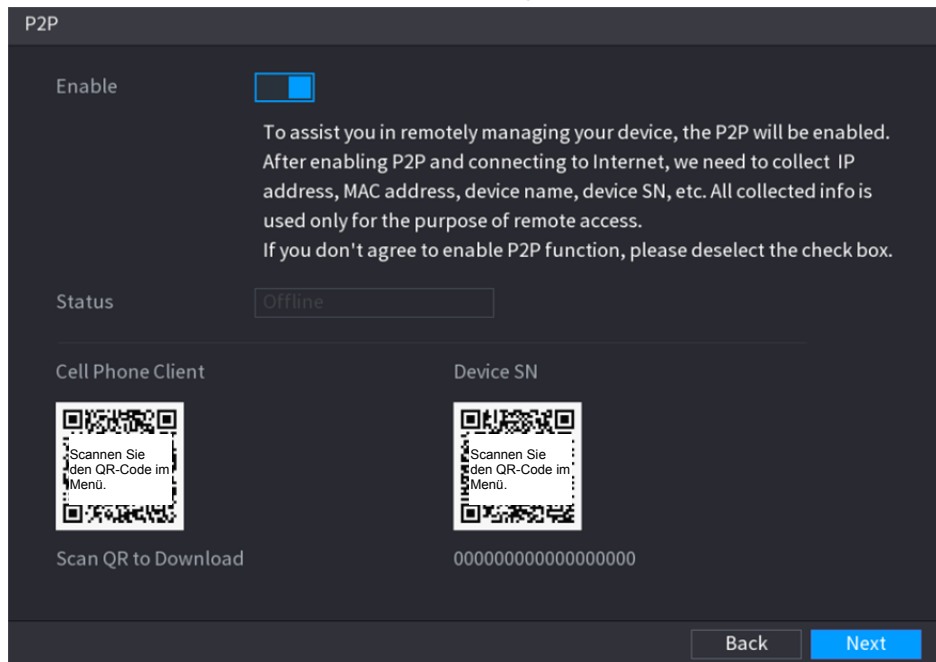 P2P
Enable
To assist you in remotely managing your device, the P2P will be enabled.
After enabling P2P and connecting to Internet, we need to collect IP
address, MAC address, device name, device SN, etc. All collected info is
used only for the purpose of remote access.
If you don't agree to enable P2P function, please deselect the check box.
Status
Offline
Cell Phone Client
Device SN
Scannen Sie
den QR-Code im
Menü.
Scannen Sie
den QR-Code im
Menü.
Scan QR to Download
000000000000000000
Back
Next